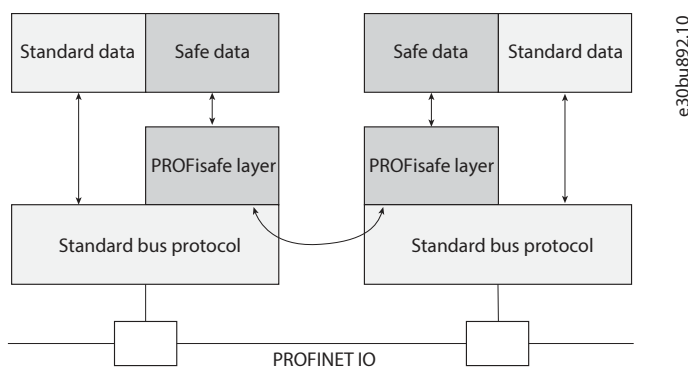 Standard data
Safe data
Safe data
Standard data
PROFIsafe layer
PROFIsafe layer
Standard bus protocol
Standard bus protocol
PROFINET IO
e30bu892.10